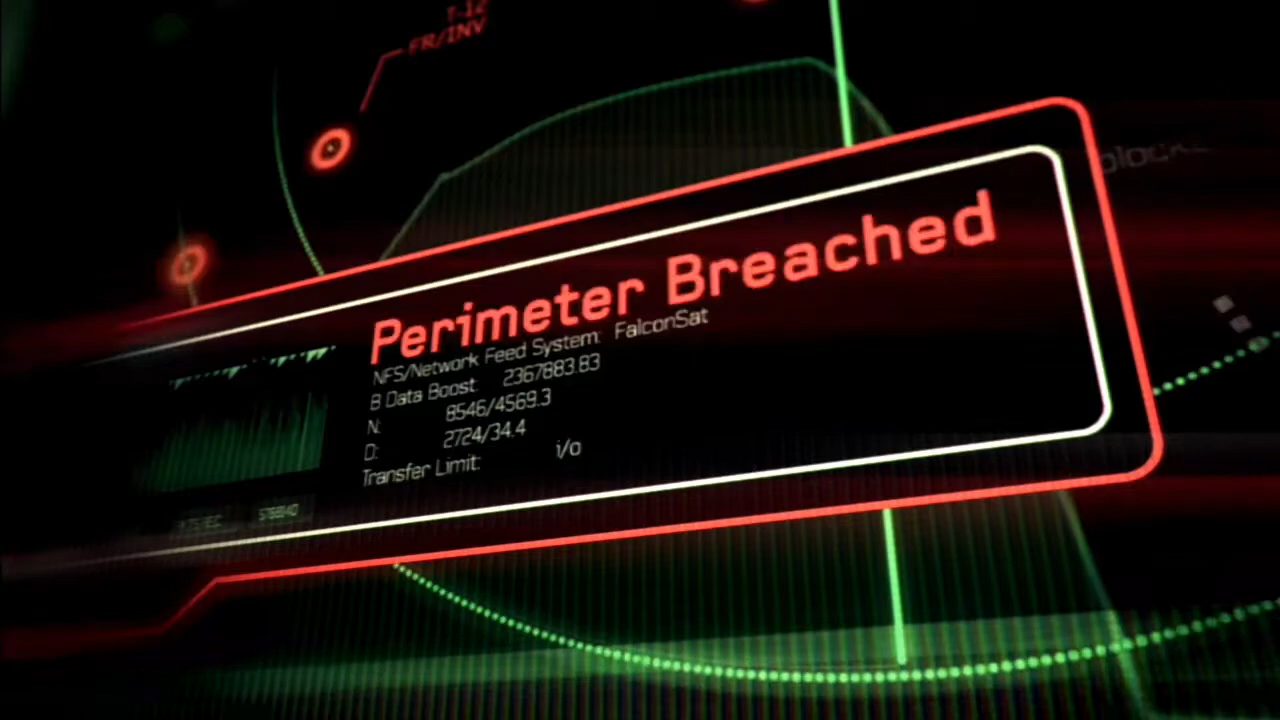 T-12
FR/INV
Perimeter Breached
NFS/Network Feed System: FalconSat
B Data Boost: 2367883.83
N: 8546/4569.3
D: 2724/34.4
Transfer Limit: i/o